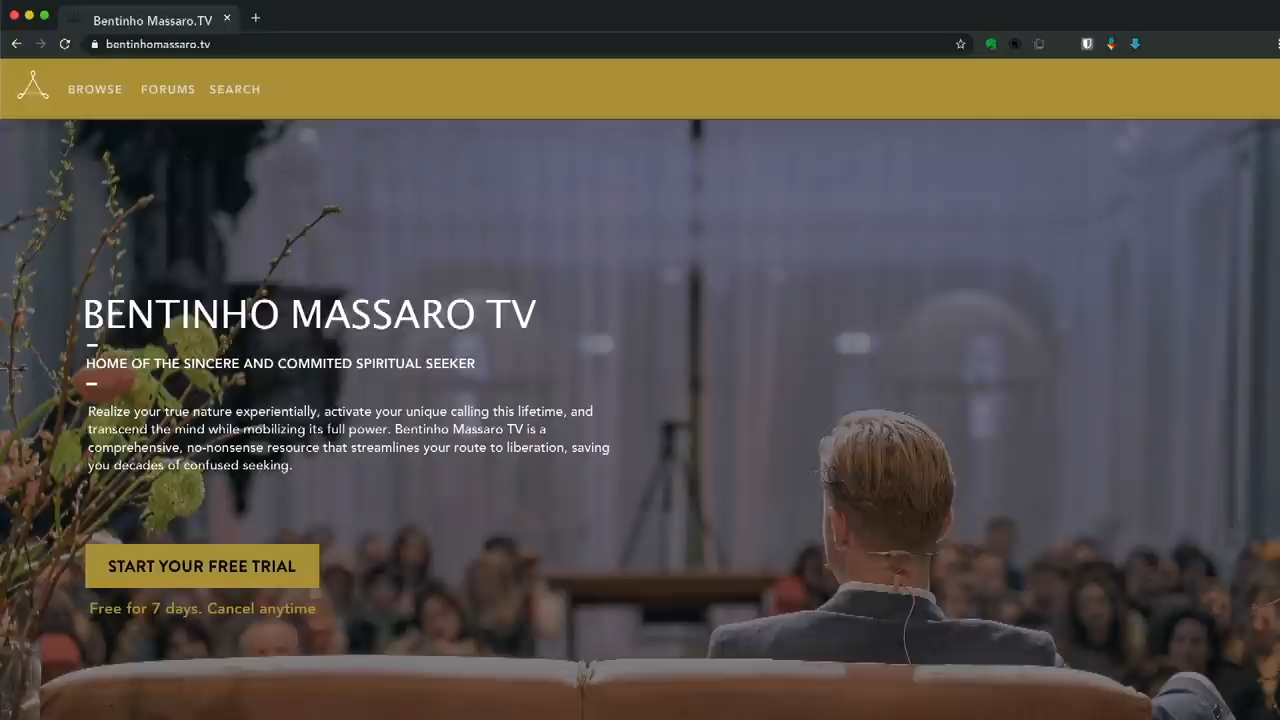 Bentinho Massaro.TV
bentinhomassaro.tv
BROWSE FORUMS SEARCH
BENTINHO MASSARO TV
HOME OF THE SINCERE AND COMMITED SPIRITUAL SEEKER
Realize your true nature experientially, activate your unique calling this lifetime, and
transcend the mind while mobilizing its full power. Bentinho Massaro TV is a
comprehensive, no-nonsense resource that streamlines your route to liberation, saving
you decades of confused seeking.
START YOUR FREE TRIAL
Free for 7 days. Cancel anytime